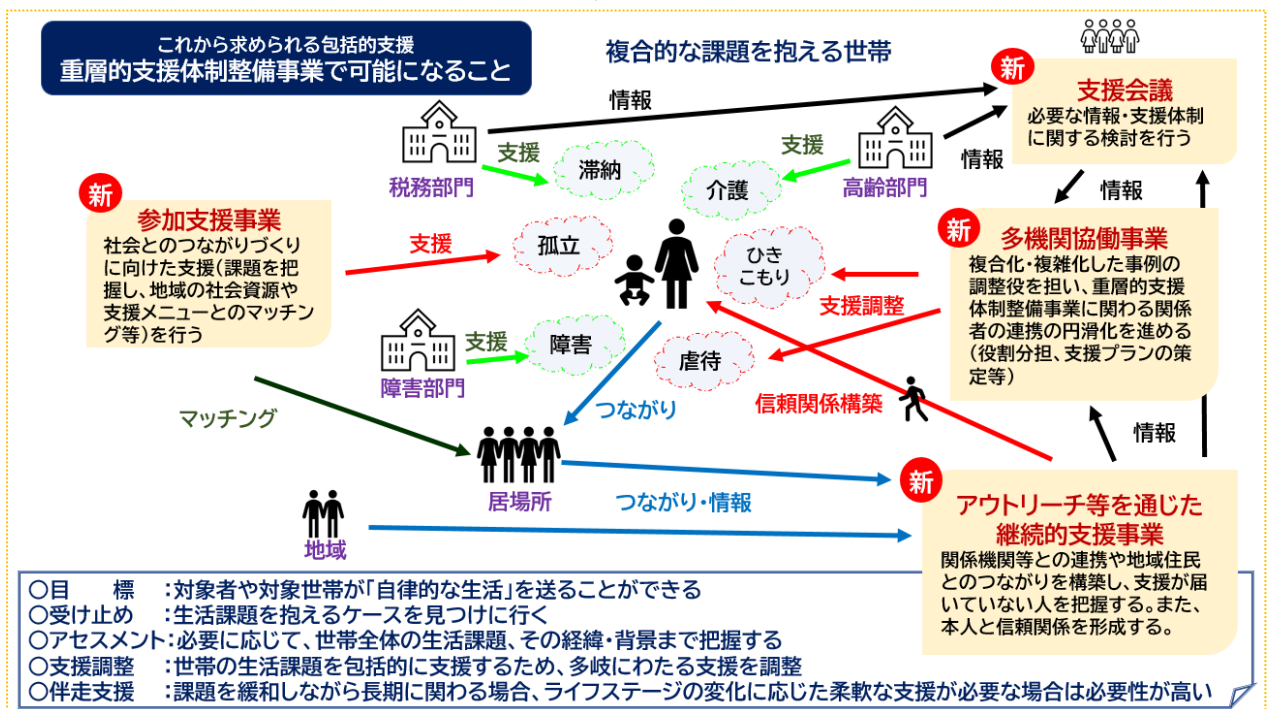 これから求められる包括的支援
重層的支援体制整備事業で可能になること
複合的な課題を抱える世帯
新
支援会議
必要な情報・支援体制
に関する検討を行う
情報
情報
税務部門
支援
滞納
支援
介護
高齢部門
情報
新
参加支援事業
社会とのつながりづくり
に向けた支援(課題を把
握し、地域の社会資源や
支援メニューとのマッチン
グ等)を行う
支援
孤立
ひき
こもり
新
多機関協働事業
複合化・複雑化した事例の
調整役を担い、重層的支援
体制整備事業に関わる関係
者の連携の円滑化を進める
(役割分担、支援プランの策
定等)
支援調整
障害部門
支援
障害
虐待
信頼関係構築
マッチング
つながり
情報
居場所
つながり・情報
地域
新
アウトリーチ等を通じた
継続的支援事業
関係機関等との連携や地域住民
とのつながりを構築し、支援が届
いていない人を把握する。また、
本人と信頼関係を形成する。
○目　　標　:対象者や対象世帯が「自律的な生活」を送ることができる
○受け止め　:生活課題を抱えるケースを見つけに行く
○アセスメント:必要に応じて、世帯全体の生活課題、その経緯・背景まで把握する
○支援調整　:世帯の生活課題を包括的に支援するため、多岐にわたる支援を調整
○伴走支援　:課題を緩和しながら長期に関わる場合、ライフステージの変化に応じた柔軟な支援が必要な場合は必要性が高い